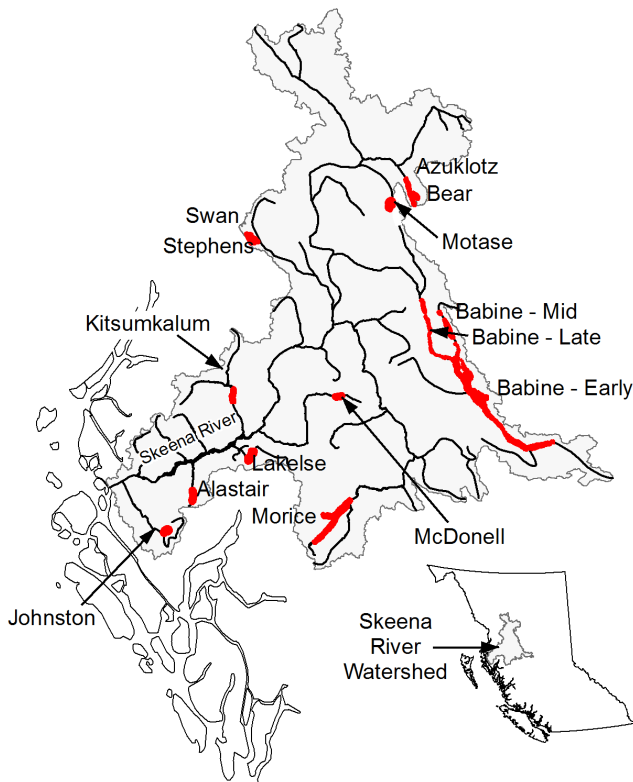 Azuklotz
Bear
Swan
Stephens
Motase
Babine - Mid
Kitsumkalum
Babine - Late
Babine - Early
Skeena River
Lakelse
Alastair
Morice
McDonell
Johnston
Skeena
River
Watershed